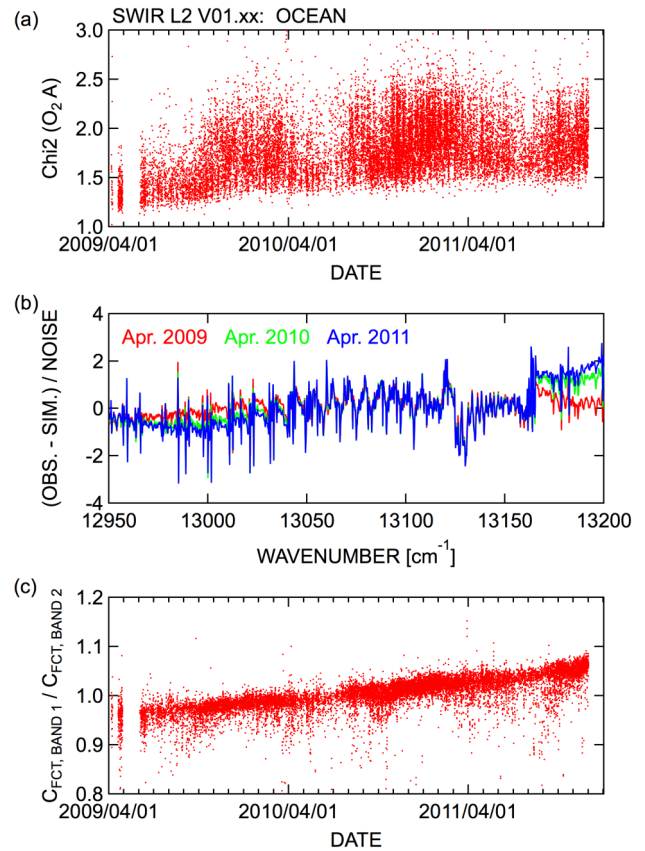 (a) SWIR L2 V01.xx: OCEAN
Chi2 (O2 A)
3.0
2.5
2.0
1.5
1.0
2009/04/01 2010/04/01 2011/04/01
DATE
(b)
(OBS. - SIM.) / NOISE
4
2
0
-2
-4
Apr. 2009 Apr. 2010 Apr. 2011
12950 13000 13050 13100 13150 13200
WAVENUMBER [cm-1]
(c)
CFCT, BAND 1 / CFCT, BAND 2
1.2
1.1
1.0
0.9
0.8
2009/04/01 2010/04/01 2011/04/01
DATE